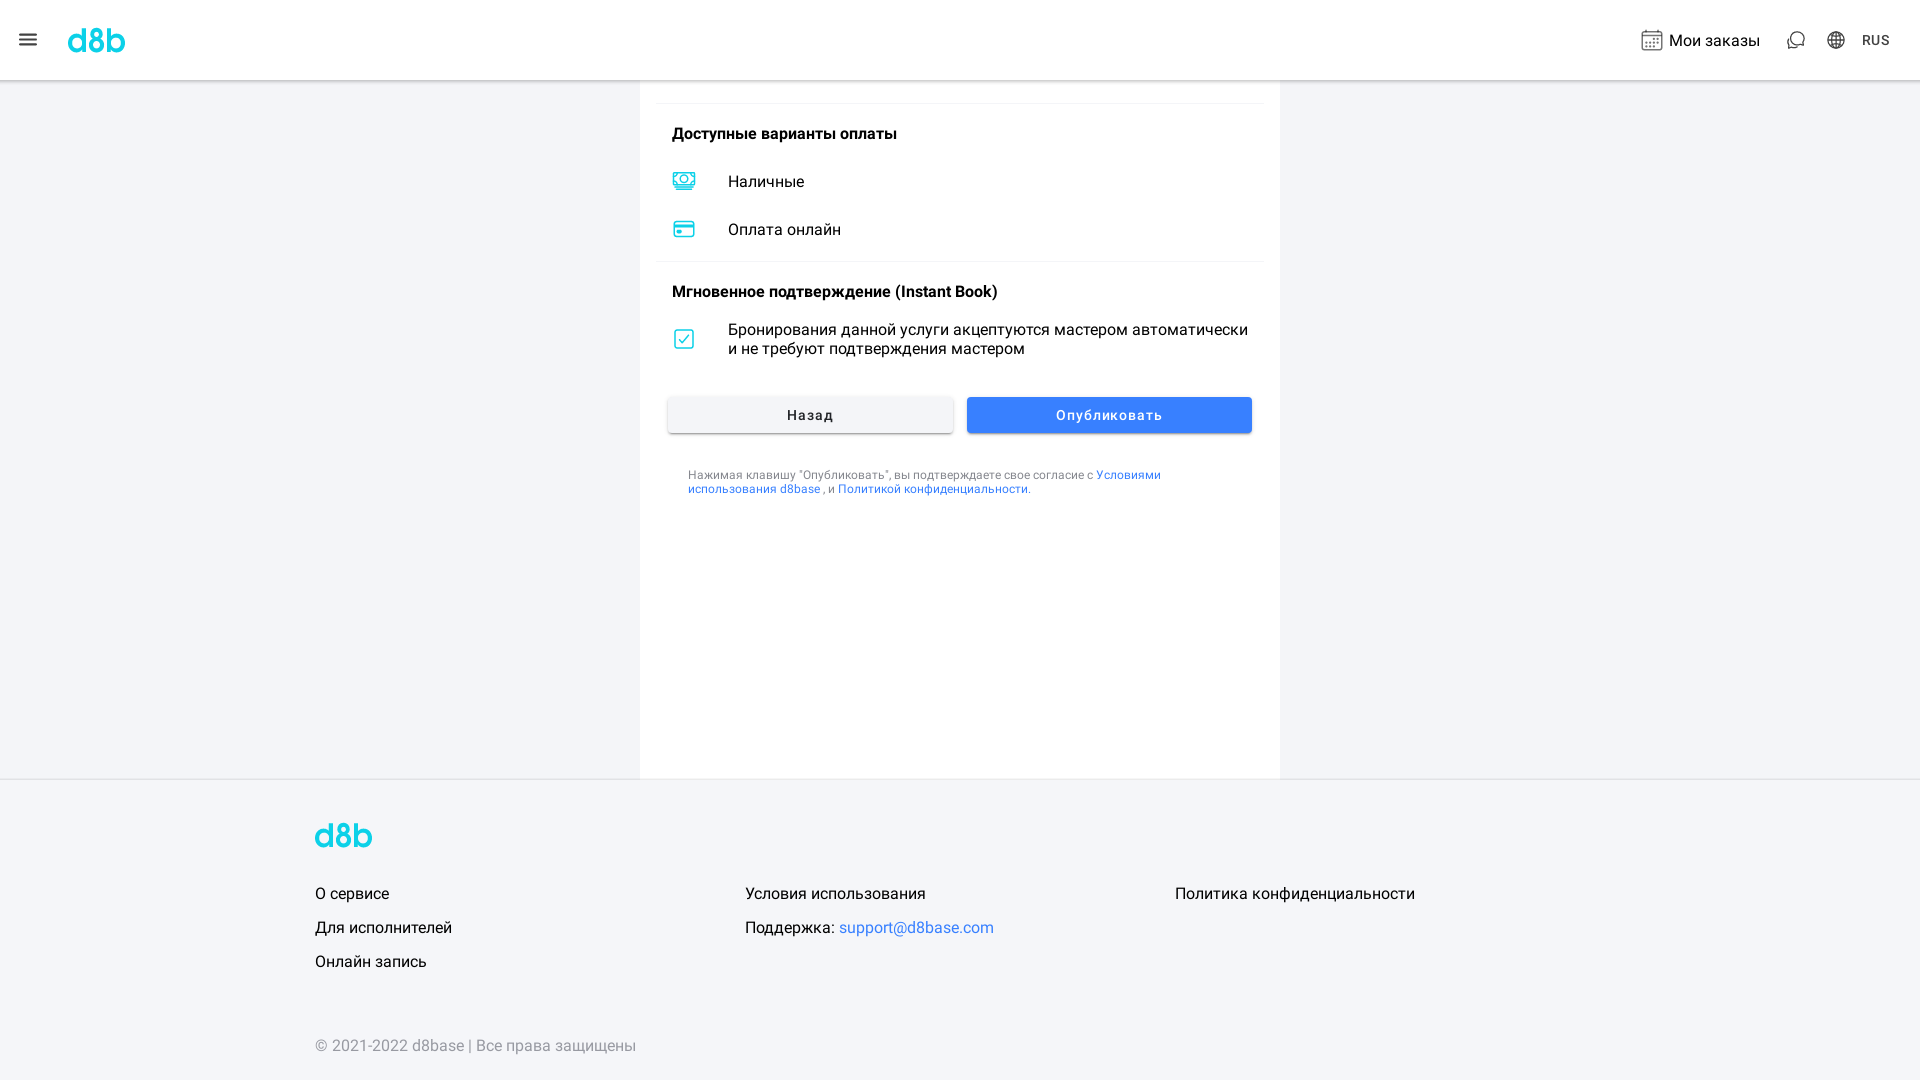 d8b
Мои заказы
RUS
Доступные варианты оплаты
Наличные
Оплата онлайн
Мгновенное подтверждение (Instant Book)
Бронирования данной услуги акцептуются мастером автоматически
и не требуют подтверждения мастером
Назад
Опубликовать
Нажимая клавишу "Опубликовать", вы подтверждаете свое согласие с Условиями
использования d8base , и Политикой конфиденциальности.
d8b
О сервисе
Условия использования
Политика конфиденциальности
Для исполнителей
Поддержка: support@d8base.com
Онлайн запись
© 2021-2022 d8base | Все права защищены